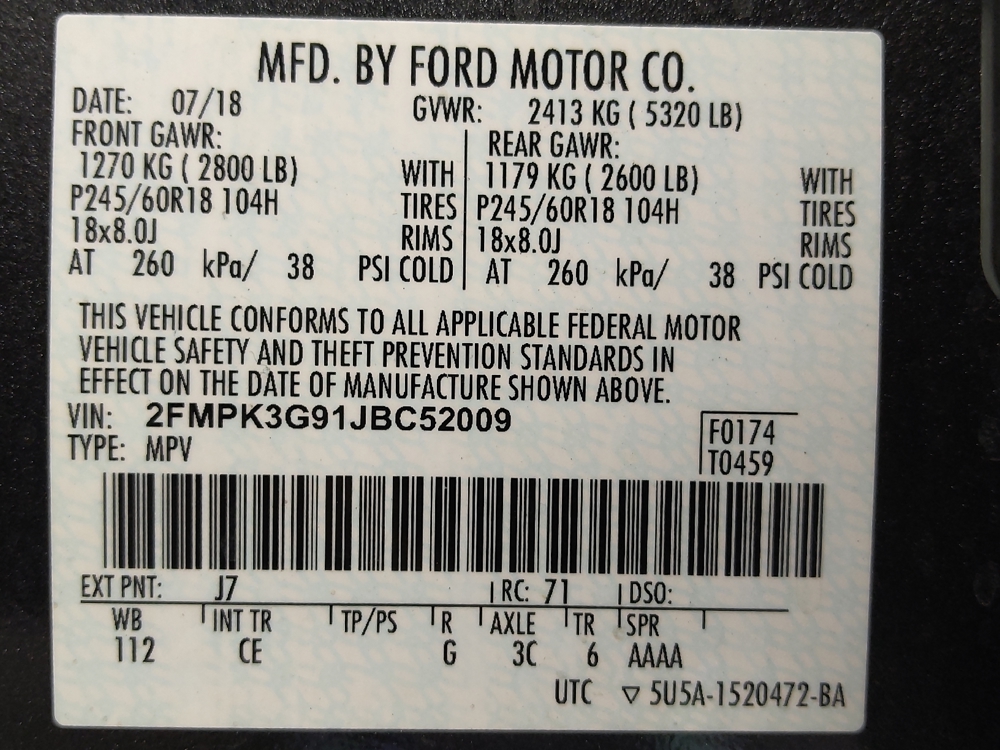 MFD. BY FORD MOTOR CO.
DATE: 07/18 GVWR: 2413 KG ( 5320 LB)
FRONT GAWR:
1270 KG ( 2800 LB) WITH
P245/60R18 104H TIRES
18x8.0J RIMS
AT 260 kPa/ 38 PSI COLD
REAR GAWR:
1179 KG ( 2600 LB) WITH
P245/60R18 104H TIRES
18x8.0J RIMS
AT 260 kPa/ 38 PSI COLD
THIS VEHICLE CONFORMS TO ALL APPLICABLE FEDERAL MOTOR
VEHICLE SAFETY AND THEFT PREVENTION STANDARDS IN
EFFECT ON THE DATE OF MANUFACTURE SHOWN ABOVE.
VIN: 2FMPK3G91JBC52009
TYPE: MPV
F0174
T0459
EXT PNT: J7 RC: 71 DSO:
WB INT TR TP/PS R AXLE TR SPR
112 CE G 3C 6 AAAA
UTC ▽ 5U5A-1520472-BA